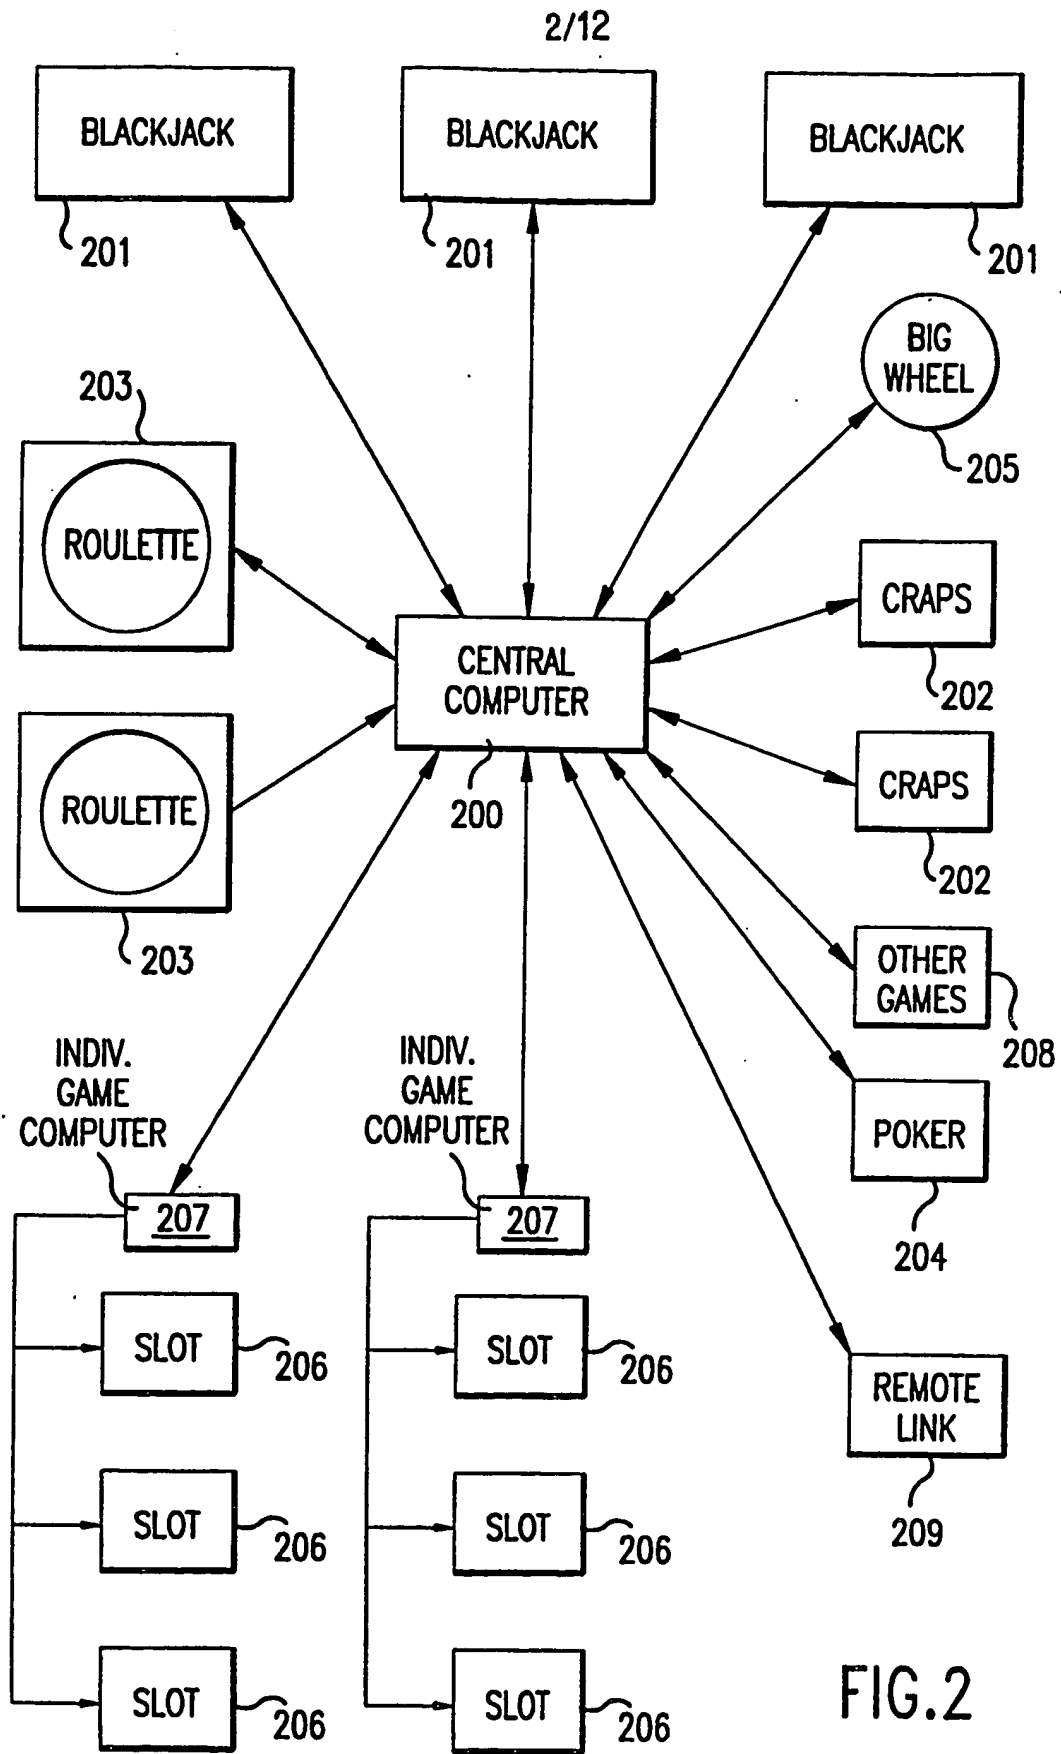 2/12
BLACKJACK
BLACKJACK
BLACKJACK
201
201
201
BIG
WHEEL
205
203
ROULETTE
CRAPS
202
CENTRAL
COMPUTER
200
ROULETTE
203
CRAPS
202
OTHER
GAMES
208
INDIV.
GAME
COMPUTER
207
INDIV.
GAME
COMPUTER
207
POKER
204
SLOT
206
SLOT
206
REMOTE
LINK
209
SLOT
206
SLOT
206
SLOT
206
SLOT
206
FIG.2